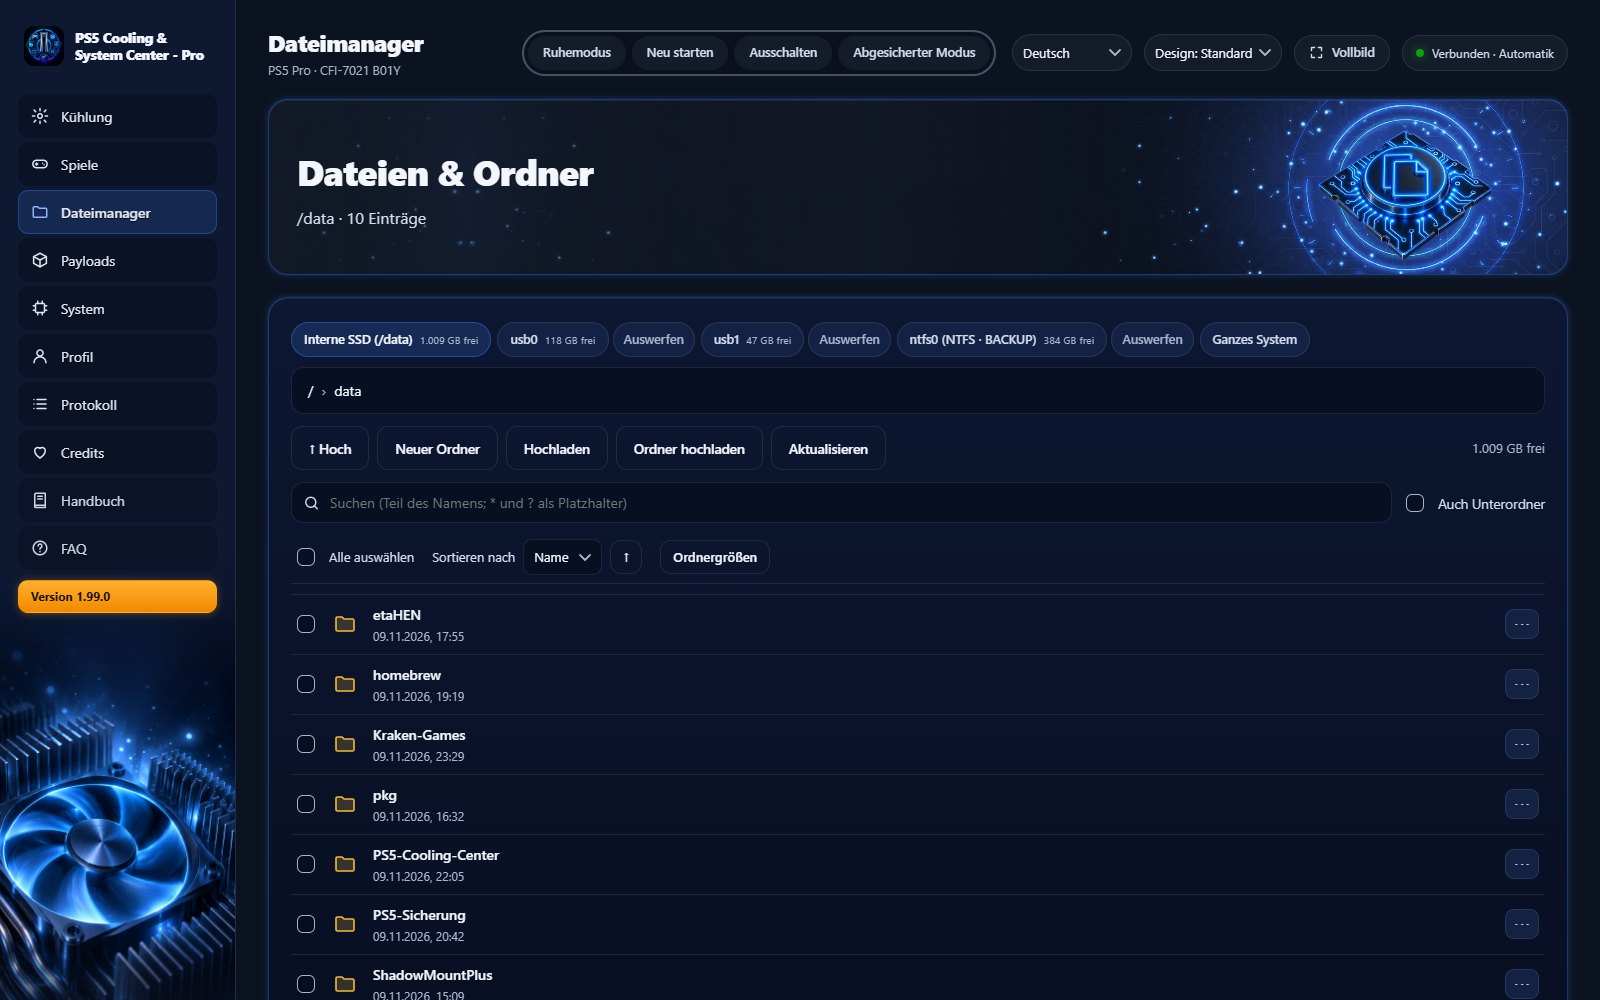 PS5 Cooling &
System Center - Pro
Kühlung
Spiele
Dateimanager
Payloads
System
Profil
Protokoll
Credits
Handbuch
FAQ
Version 1.99.0
Dateimanager
PS5 Pro · CFI-7021 B01Y
Ruhemodus
Neu starten
Ausschalten
Abgesicherter Modus
Deutsch
Design: Standard
Vollbild
Verbunden · Automatik
Dateien & Ordner
/data · 10 Einträge
Interne SSD (/data) 1.009 GB frei
usb0 118 GB frei
Auswerfen
usb1 47 GB frei
Auswerfen
ntfs0 (NTFS · BACKUP) 384 GB frei
Auswerfen
Ganzes System
/ › data
↑ Hoch
Neuer Ordner
Hochladen
Ordner hochladen
Aktualisieren
1.009 GB frei
Suchen (Teil des Namens; * und ? als Platzhalter)
Auch Unterordner
Alle auswählen
Sortieren nach
Name
↑
Ordnergrößen
etaHEN
09.11.2026, 17:55
homebrew
09.11.2026, 19:19
Kraken-Games
09.11.2026, 23:29
pkg
09.11.2026, 16:32
PS5-Cooling-Center
09.11.2026, 22:05
PS5-Sicherung
09.11.2026, 20:42
ShadowMountPlus
09.11.2026, 15:09